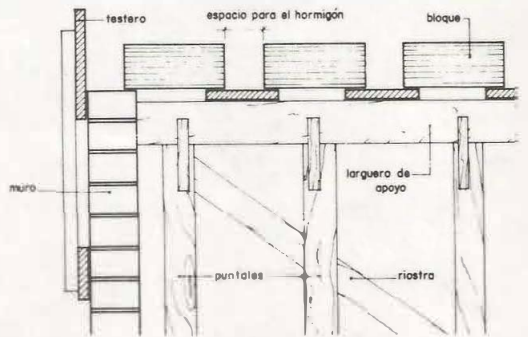 testero
espacio para el hormigón
bloque
muro
larguero de
apoyo
puntales
riostra